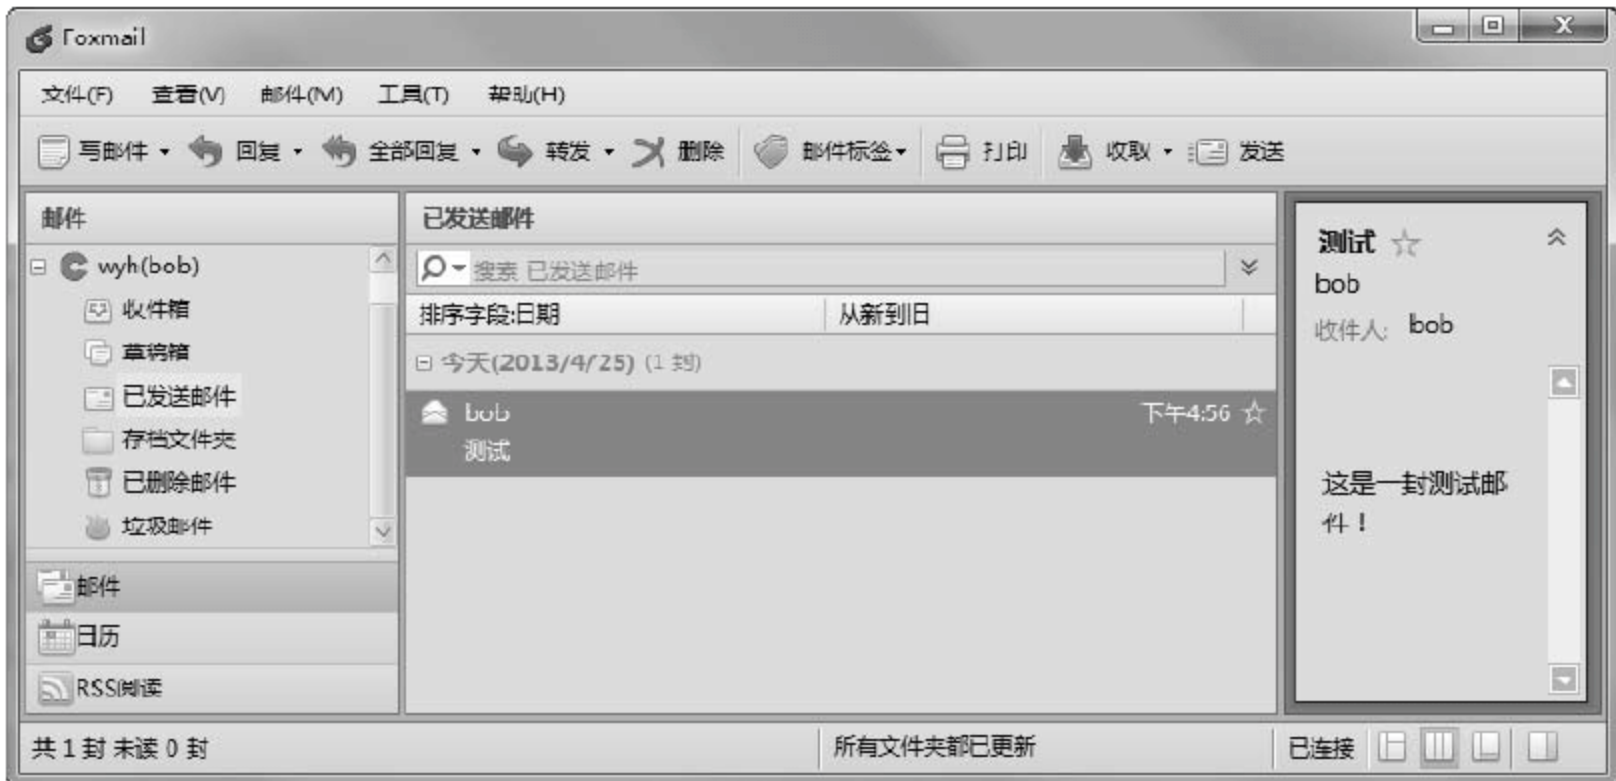 Foxmail
文件(F) 查看(V) 邮件(M) 工具(T) 帮助(H)
写邮件 回复 全部回复 转发 删除 邮件标签 打印 收取 发送
邮件
wyh(bob)
收件箱
草稿箱
已发送邮件
存档文件夹
已删除邮件
垃圾邮件
邮件
日历
RSS阅读
已发送邮件
搜索 已发送邮件
排序字段:日期 从新到旧
今天(2013/4/25) (1 封)
bob 下午4:56
测试
测试
bob
收件人: bob
这是一封测试邮
件！
共 1 封 未读 0 封 所有文件夹都已更新 已连接